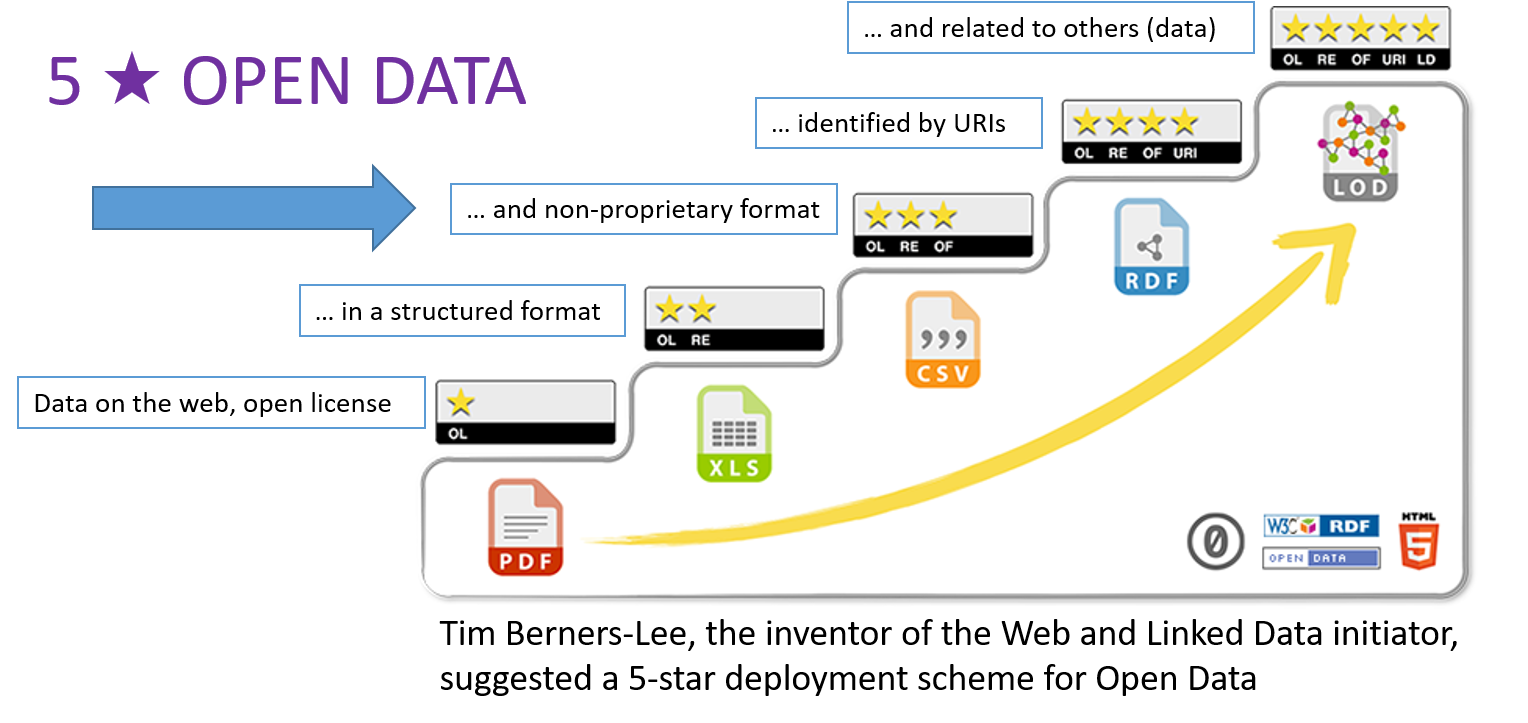 5 ★ OPEN DATA
... and related to others (data)
OL RE OF URI LD
... identified by URIs
OL RE OF URI
LOD
... and non-proprietary format
OL RE OF
RDF
... in a structured format
OL RE
CSV
Data on the web, open license
OL
XLS
PDF
0
W3C RDF
OPEN DATA
HTML
5
Tim Berners-Lee, the inventor of the Web and Linked Data initiator,
suggested a 5-star deployment scheme for Open Data